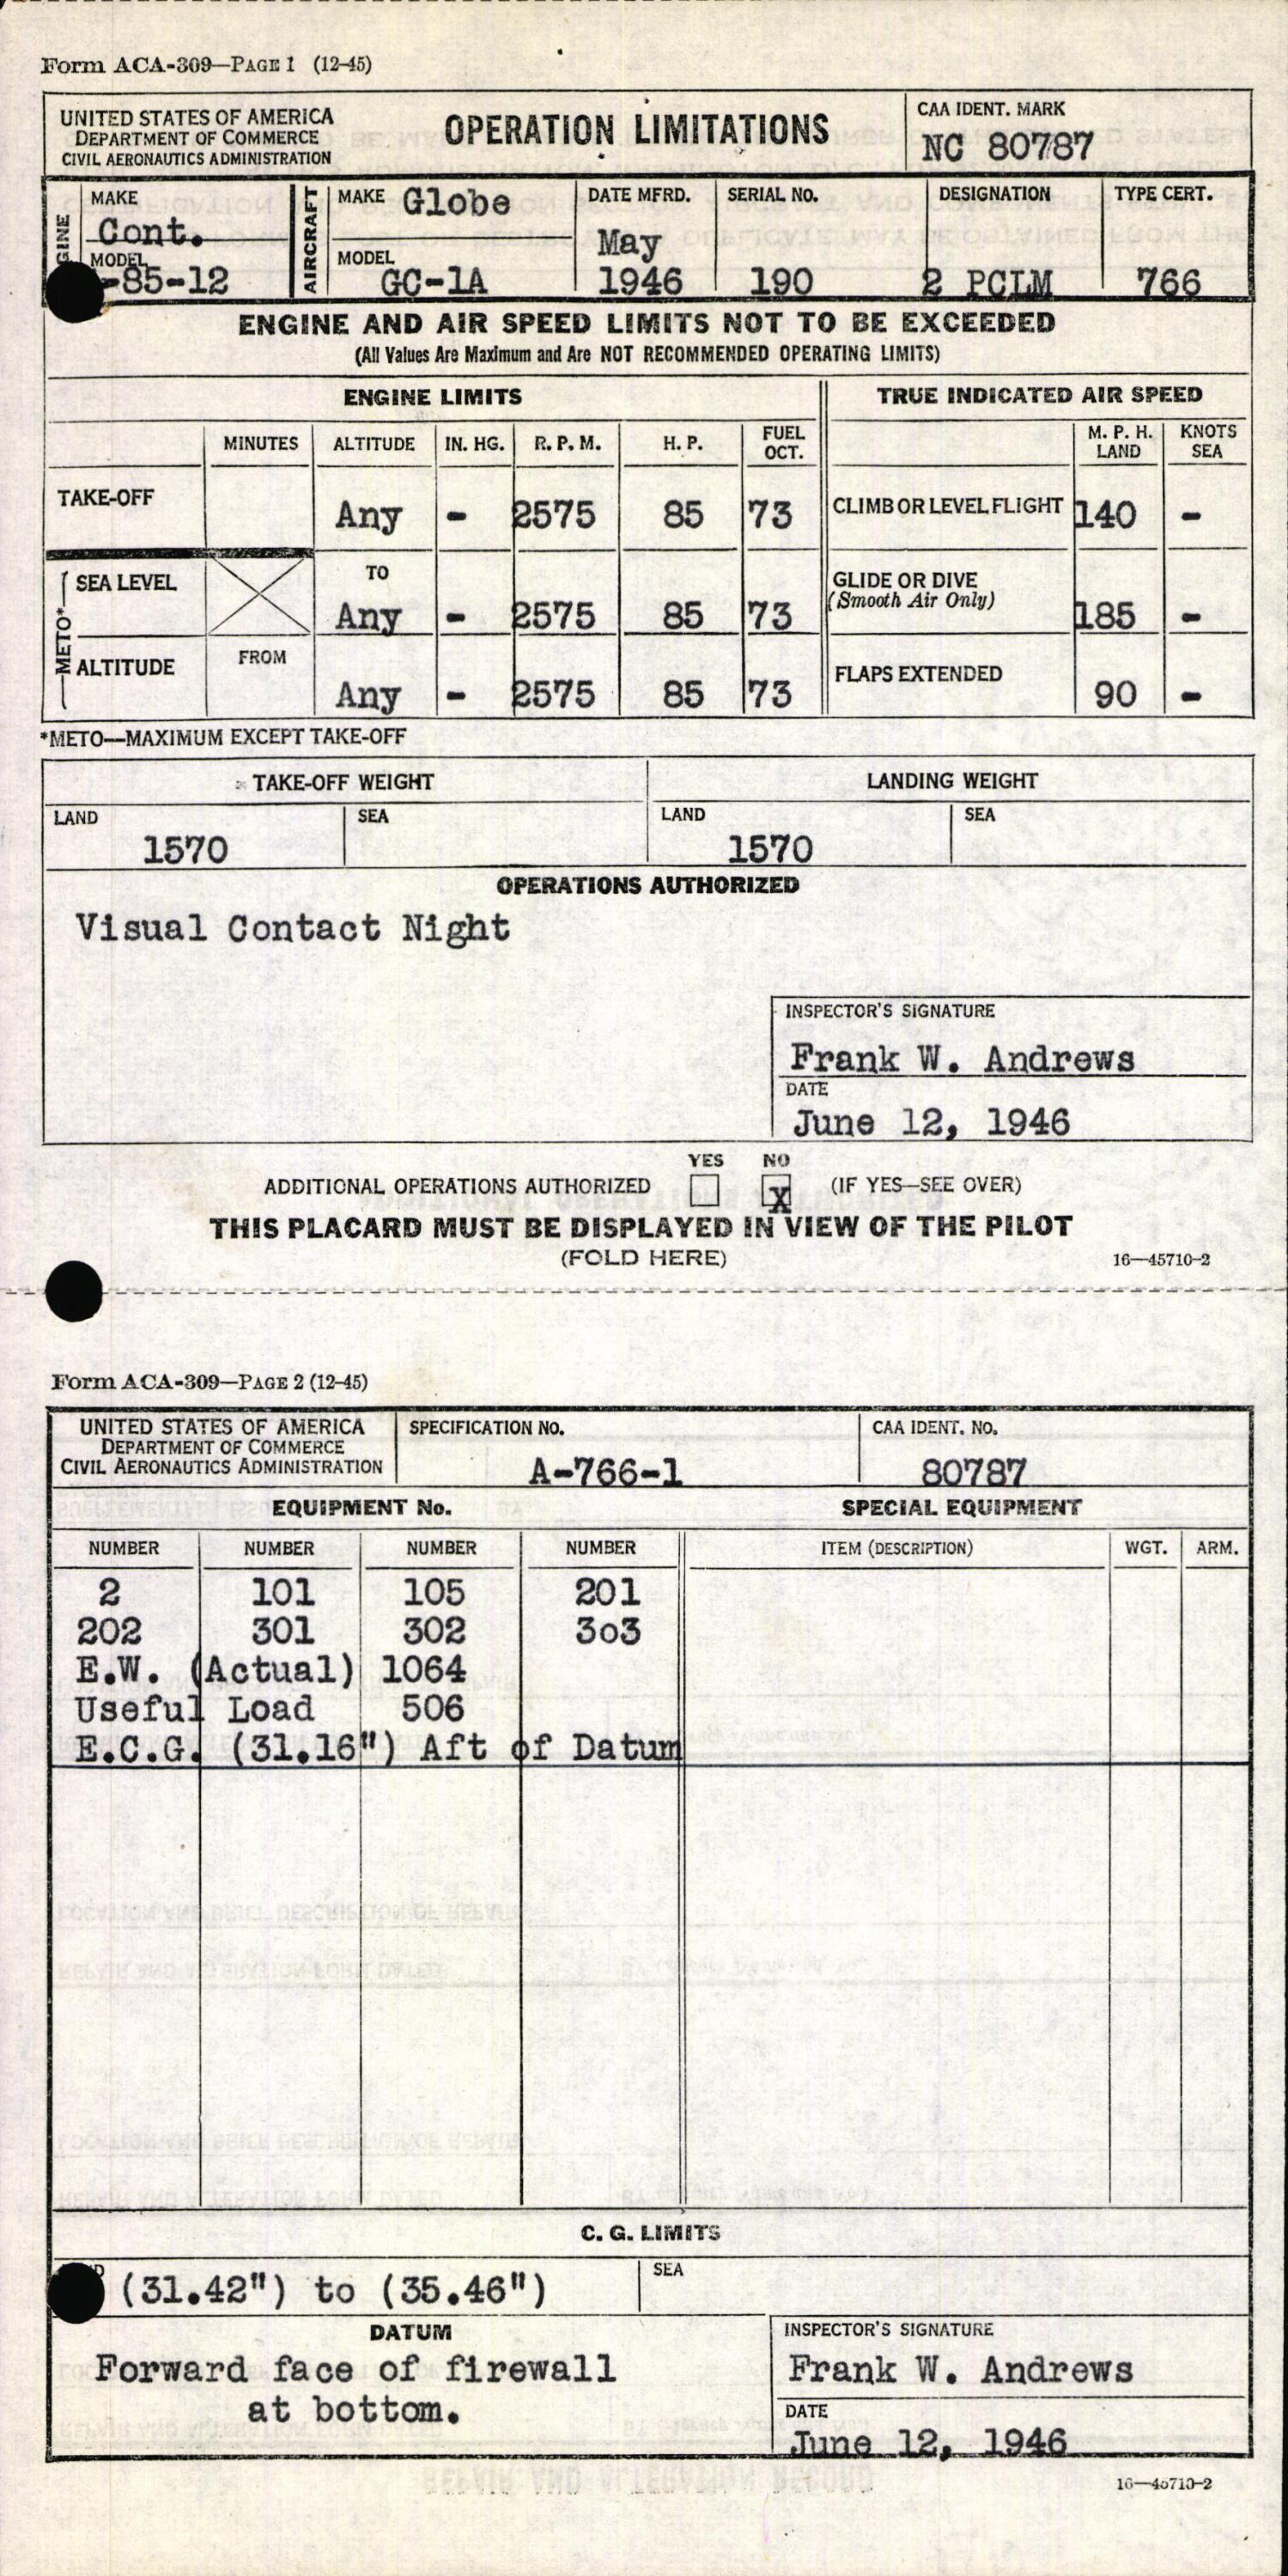 Form ACA-309—PAGE 1 (12-45)
UNITED STATES OF AMERICA
DEPARTMENT OF COMMERCE
CIVIL AERONAUTICS ADMINISTRATION
OPERATION LIMITATIONS
CAA IDENT. MARK
NC 80787
MAKE
Cont.
MODEL
-85-12
AIRCRAFT
MAKE Globe
MODEL
GC-1A
DATE MFRD.
May
1946
SERIAL NO.
190
DESIGNATION
2 PCLM
TYPE CERT.
766
ENGINE AND AIR SPEED LIMITS NOT TO BE EXCEEDED
(All Values Are Maximum and Are NOT RECOMMENDED OPERATING LIMITS)
ENGINE LIMITS
TRUE INDICATED AIR SPEED
MINUTES ALTITUDE IN. HG. R. P. M. H. P. FUEL OCT. M. P. H. LAND KNOTS SEA
TAKE-OFF Any - 2575 85 73 CLIMB OR LEVEL FLIGHT 140 -
METO*
SEA LEVEL TO Any - 2575 85 73 GLIDE OR DIVE (Smooth Air Only) 185 -
ALTITUDE FROM Any - 2575 85 73 FLAPS EXTENDED 90 -
*METO—MAXIMUM EXCEPT TAKE-OFF
TAKE-OFF WEIGHT LANDING WEIGHT
LAND SEA LAND SEA
1570 1570
OPERATIONS AUTHORIZED
Visual Contact Night
INSPECTOR'S SIGNATURE
Frank W. Andrews
DATE
June 12, 1946
YES NO
ADDITIONAL OPERATIONS AUTHORIZED X (IF YES—SEE OVER)
THIS PLACARD MUST BE DISPLAYED IN VIEW OF THE PILOT
(FOLD HERE)
16—45710-2
Form ACA-309—PAGE 2 (12-45)
UNITED STATES OF AMERICA
DEPARTMENT OF COMMERCE
CIVIL AERONAUTICS ADMINISTRATION
SPECIFICATION NO.
A-766-1
CAA IDENT. NO.
80787
EQUIPMENT No. SPECIAL EQUIPMENT
NUMBER NUMBER NUMBER NUMBER ITEM (DESCRIPTION) WGT. ARM.
2 101 105 201
202 301 302 3o3
E.W. (Actual) 1064
Useful Load 506
E.C.G. (31.16") Aft of Datum
C. G. LIMITS
(31.42") to (35.46")
SEA
DATUM
Forward face of firewall
at bottom.
INSPECTOR'S SIGNATURE
Frank W. Andrews
DATE
June 12, 1946
16—45710-2